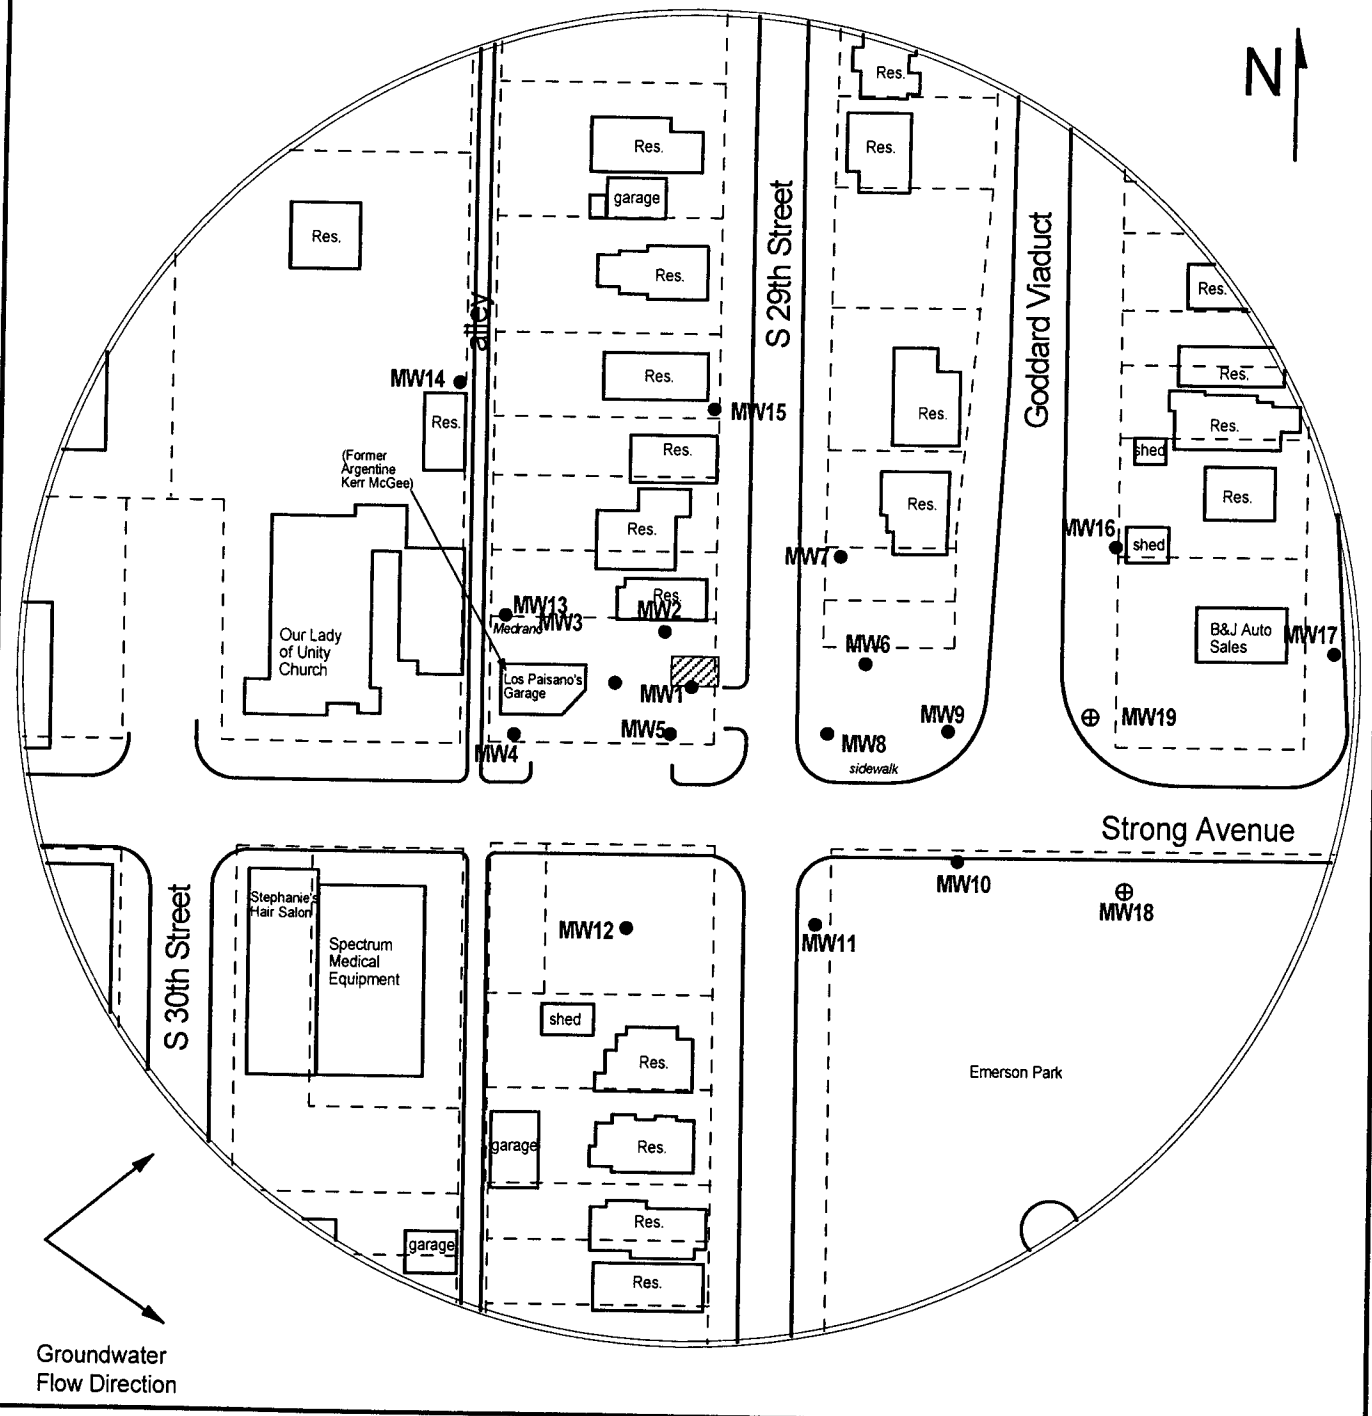 N
Res.
Res.
Res.
garage
Res.
S 29th Street
Goddard Viaduct
Res.
Res.
alley
MW14
Res.
Res.
MW15
Res.
Res.
Res.
Res.
shed
(Former
Argentine
Kerr McGee)
Res.
Res.
Res.
Res.
MW16
shed
MW7
Res.
MW13
MW2
Medrano
MW3
Our Lady
of Unity
Church
B&J Auto
Sales
MW17
MW6
Los Paisano's
Garage
MW1
MW9
MW19
MW5
MW8
MW4
sidewalk
Strong Avenue
MW10
MW18
Stephanie's
Hair Salon
MW12
MW11
Spectrum
Medical
Equipment
S 30th Street
shed
Res.
Emerson Park
garage
Res.
Res.
garage
Res.
Groundwater
Flow Direction